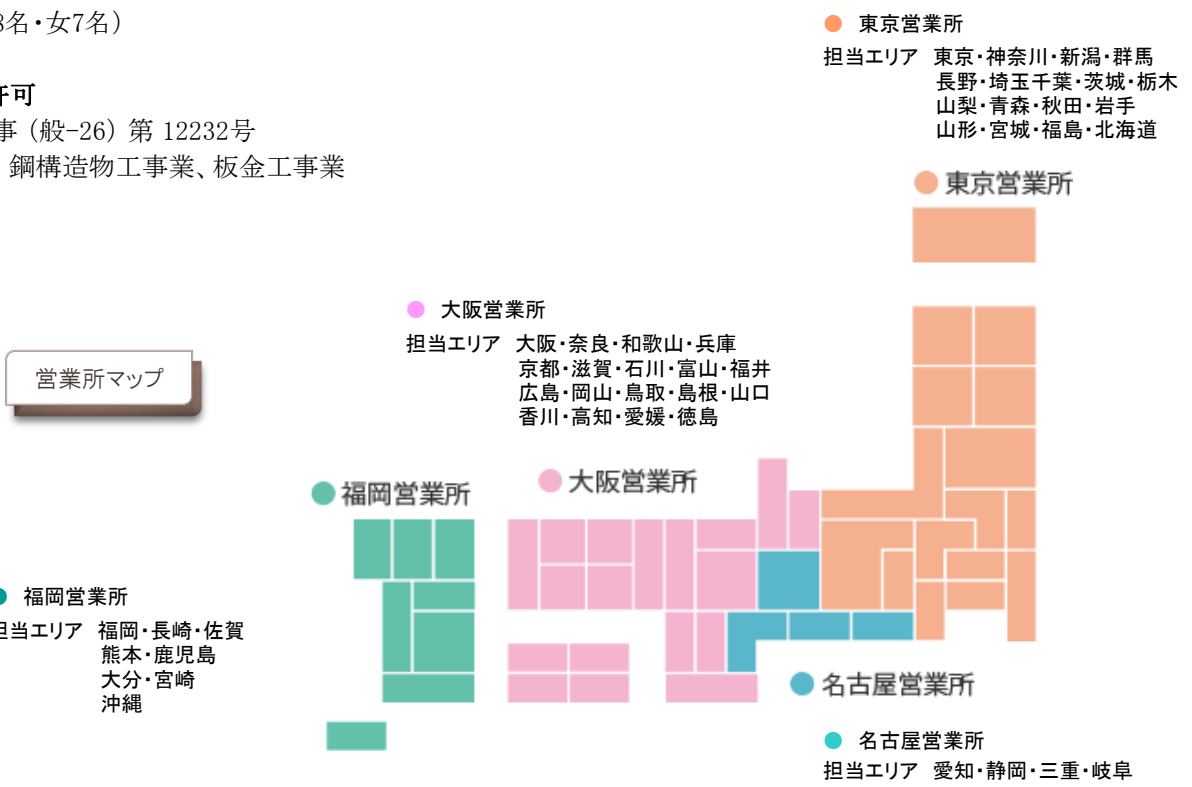 8名・女7名）
許可
事（般-26）第 12232号
鋼構造物工事業、板金工事業
東京営業所
担当エリア　東京・神奈川・新潟・群馬
長野・埼玉千葉・茨城・栃木
山梨・青森・秋田・岩手
山形・宮城・福島・北海道
東京営業所
大阪営業所
担当エリア　大阪・奈良・和歌山・兵庫
京都・滋賀・石川・富山・福井
広島・岡山・鳥取・島根・山口
香川・高知・愛媛・徳島
営業所マップ
大阪営業所
福岡営業所
福岡営業所
担当エリア　福岡・長崎・佐賀
熊本・鹿児島
大分・宮崎
沖縄
名古屋営業所
名古屋営業所
担当エリア　愛知・静岡・三重・岐阜